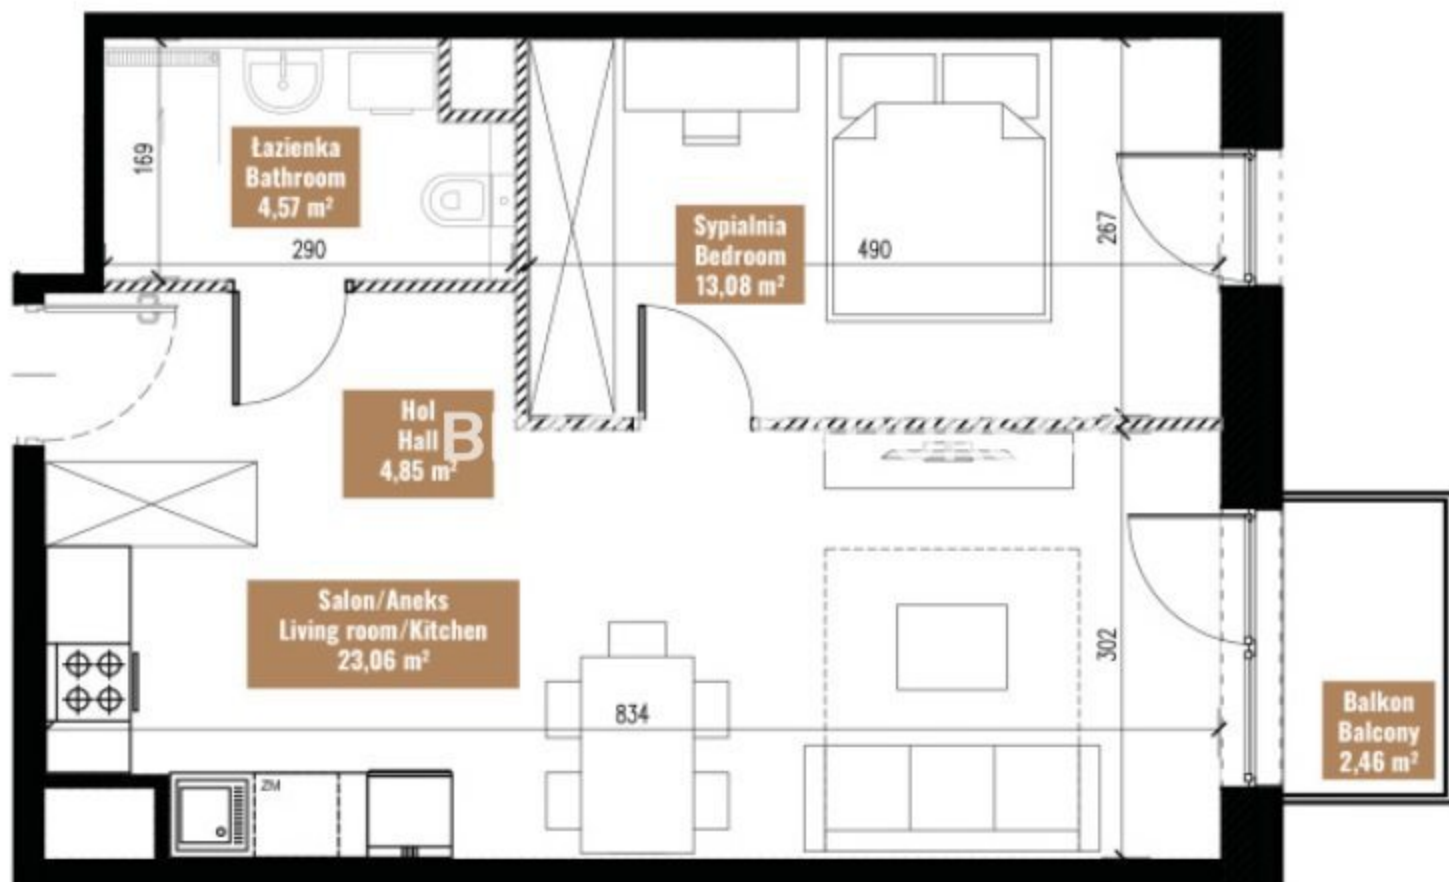 169
Łazienka
Bathroom
4,57 m²
290
Sypialnia
Bedroom
13,08 m²
490
267
Hol
Hall
4,85 m²
Salon/Aneks
Living room/Kitchen
23,06 m²
302
834
Balkon
Balcony
2,46 m²
ZM